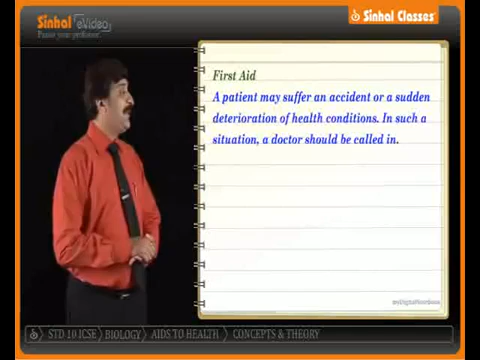 Sinhal eVideo
Sinhal Classes
First Aid
A patient may suffer an accident or a sudden
deterioration of health conditions. In such a
situation, a doctor should be called in.
STD 10 ICSE BIOLOGY AIDS TO HEALTH CONCEPTS & THEORY